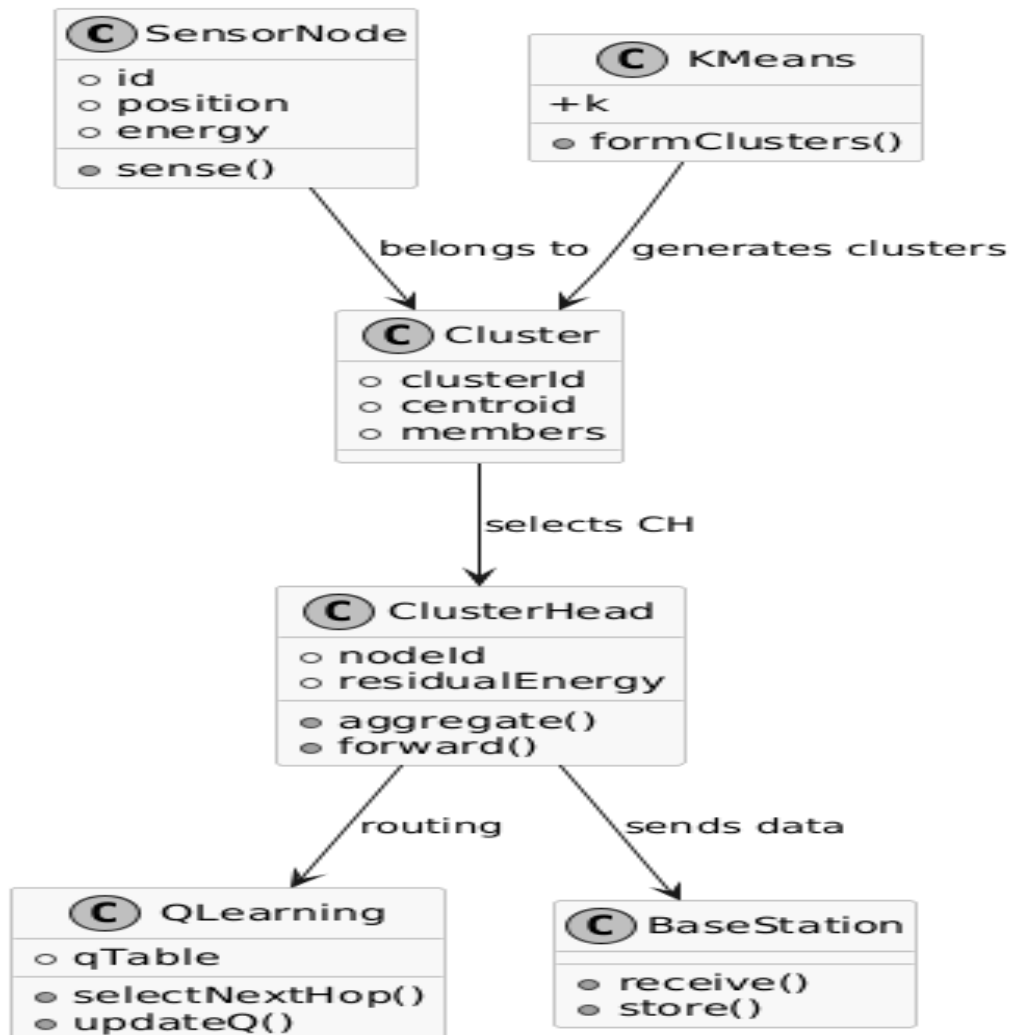 C SensorNode
id
position
energy
sense()
C KMeans
+k
formClusters()
belongs to
generates clusters
C Cluster
clusterId
centroid
members
selects CH
C ClusterHead
nodeId
residualEnergy
aggregate()
forward()
routing
sends data
C QLearning
qTable
selectNextHop()
updateQ()
C BaseStation
receive()
store()